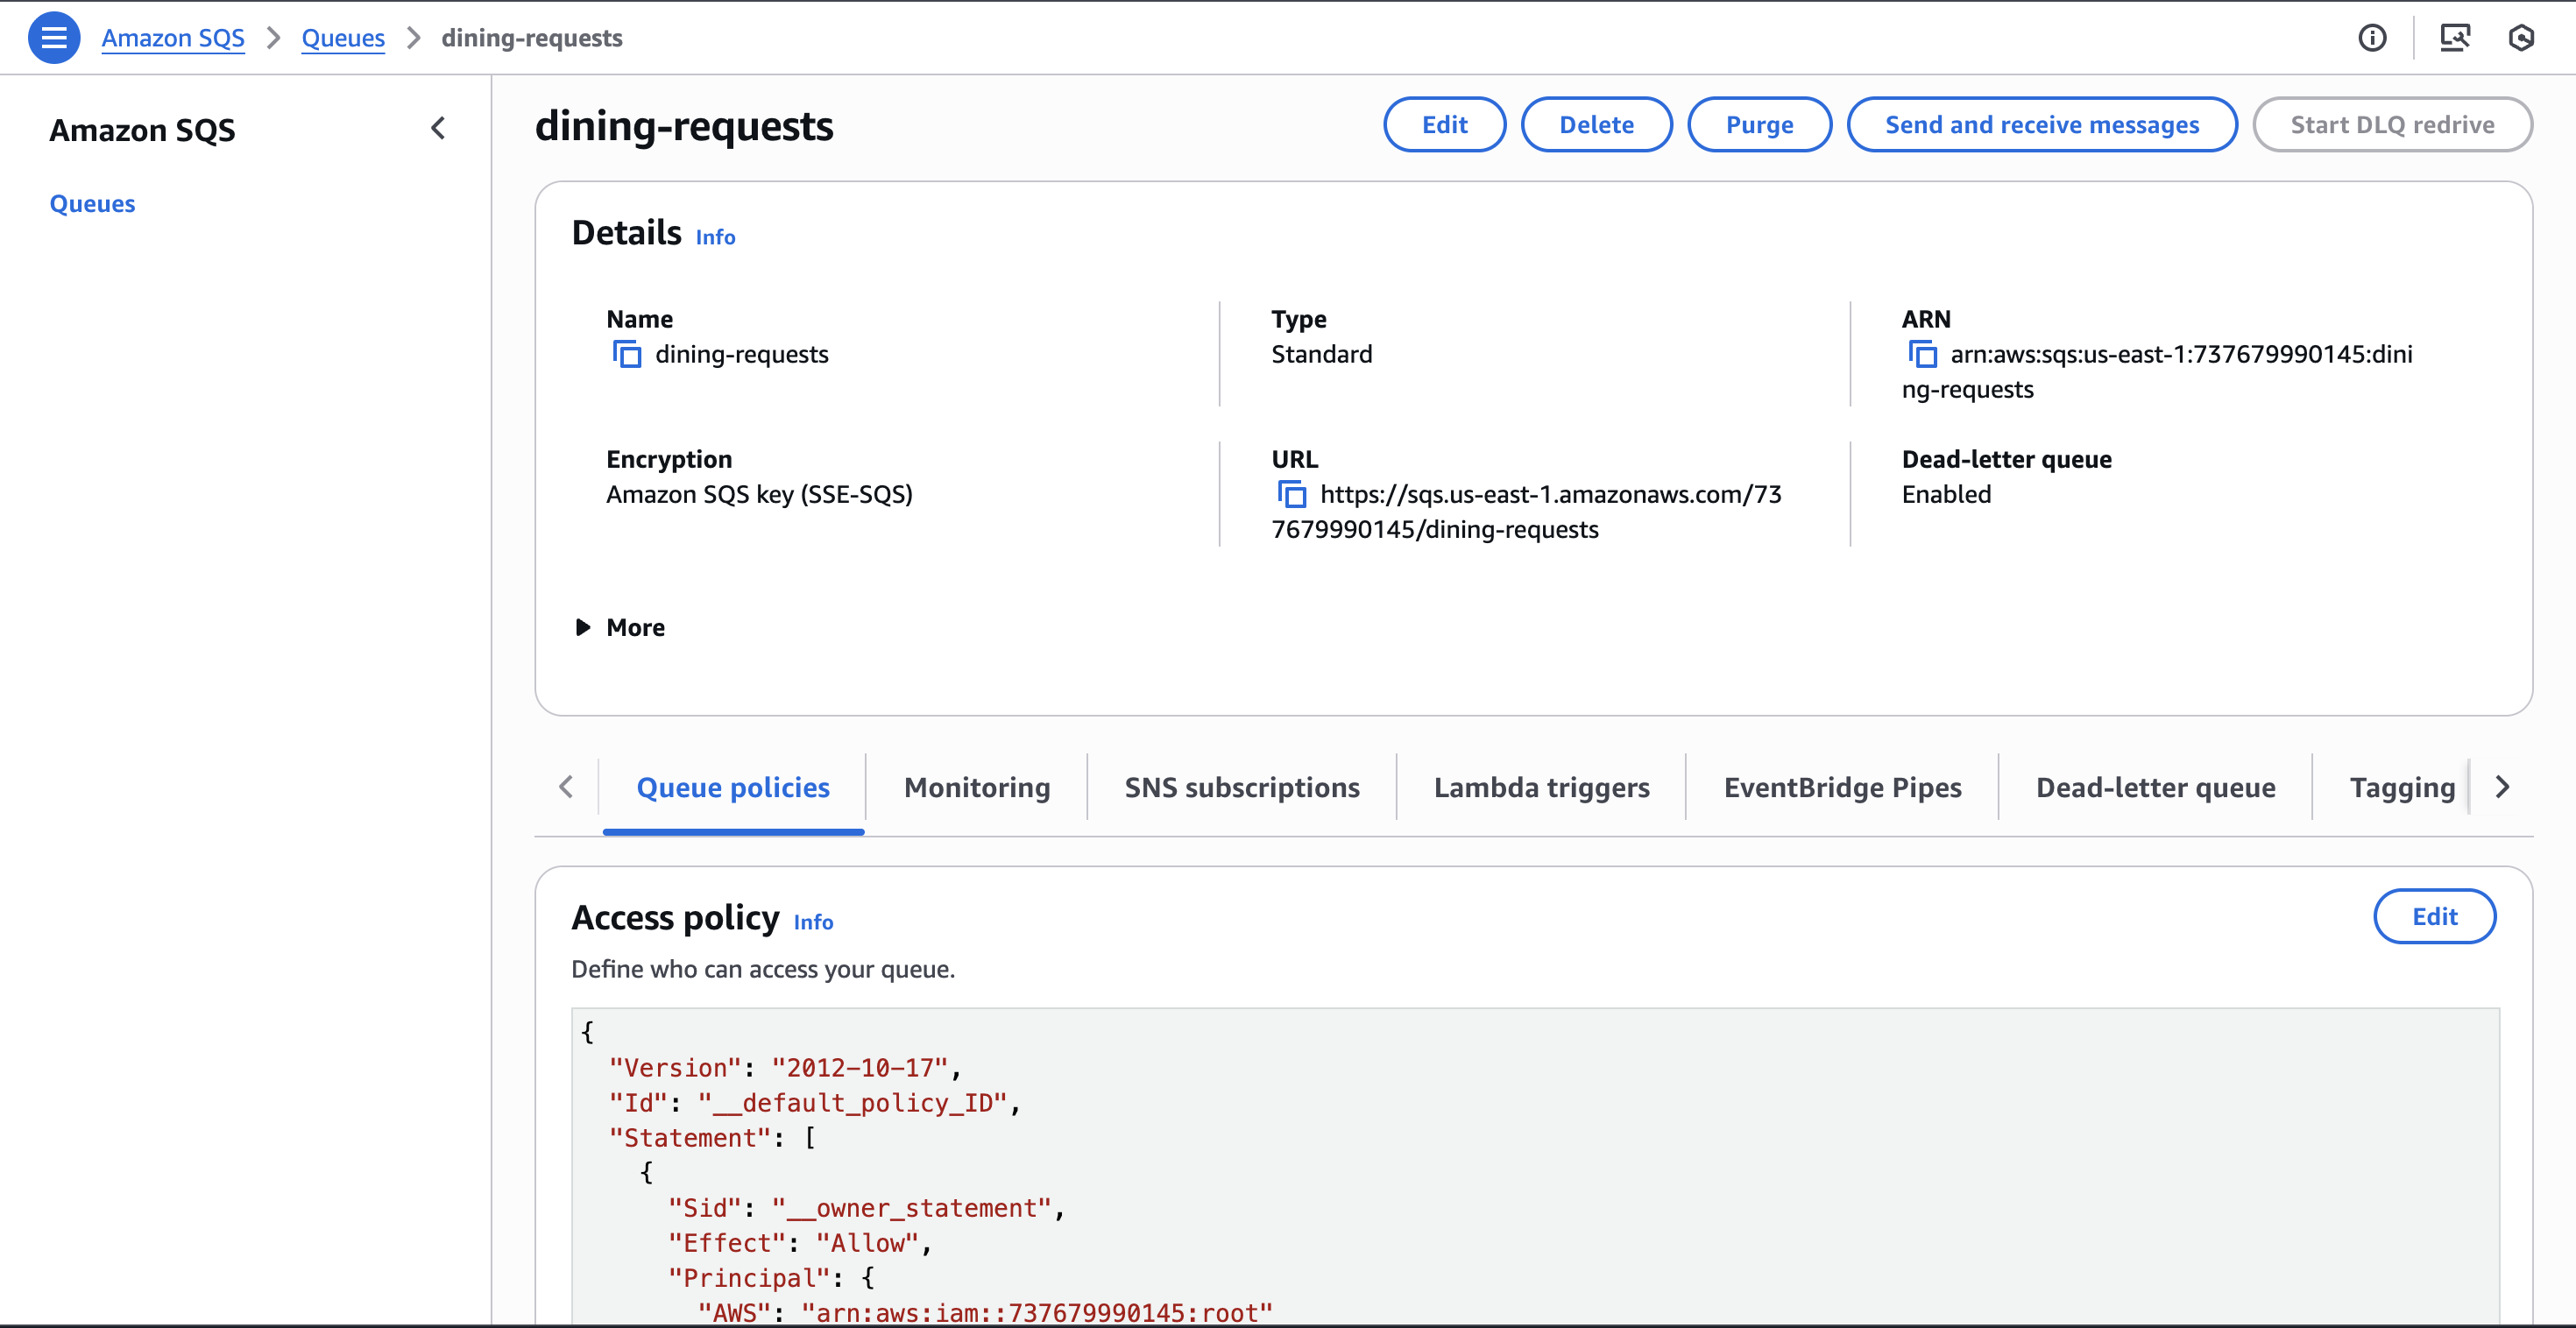 Amazon SQS > Queues > dining-requests
Amazon SQS
Queues
dining-requests
Edit
Delete
Purge
Send and receive messages
Start DLQ redrive
Details Info
Name
dining-requests
Type
Standard
ARN
arn:aws:sqs:us-east-1:737679990145:dini
ng-requests
Encryption
Amazon SQS key (SSE-SQS)
URL
https://sqs.us-east-1.amazonaws.com/73
7679990145/dining-requests
Dead-letter queue
Enabled
More
Queue policies
Monitoring
SNS subscriptions
Lambda triggers
EventBridge Pipes
Dead-letter queue
Tagging
Access policy Info
Edit
Define who can access your queue.
{
"Version": "2012-10-17",
"Id": "__default_policy_ID",
"Statement": [
{
"Sid": "__owner_statement",
"Effect": "Allow",
"Principal": {
"AWS": "arn:aws:iam::737679990145:root"